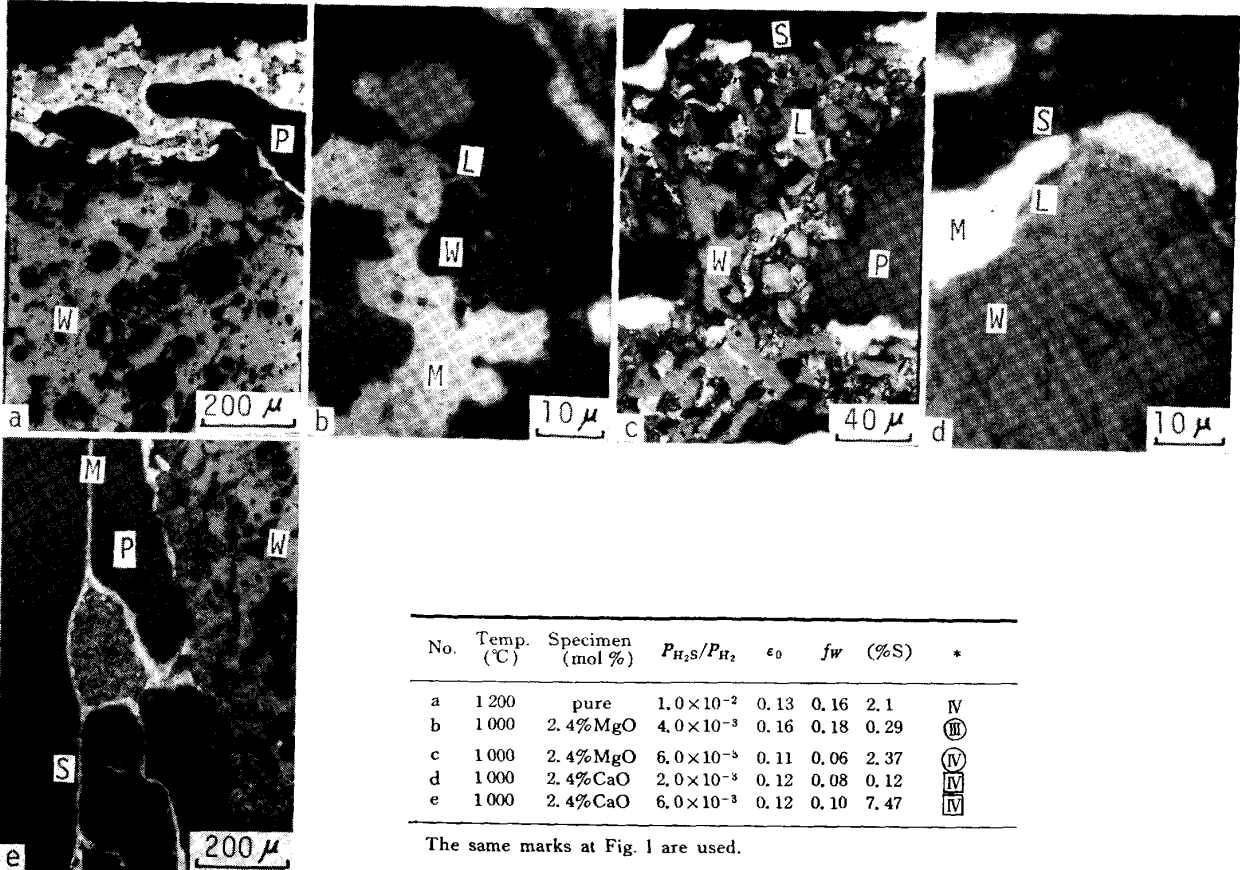 P
W
a
200 μ
L
W
M
b
10 μ
S
L
W
P
c
40 μ
S
L
M
W
d
10 μ
M
P
W
S
e
200 μ
No. Temp. (℃) Specimen (mol %) P_H₂S/P_H₂ ε₀ fw (%S) *
a 1 200 pure 1.0×10⁻² 0.13 0.16 2.1 Ⅳ
b 1 000 2.4%MgO 4.0×10⁻³ 0.16 0.18 0.29 Ⅲ
c 1 000 2.4%MgO 6.0×10⁻³ 0.11 0.06 2.37 Ⅳ
d 1 000 2.4%CaO 2.0×10⁻³ 0.12 0.08 0.12 Ⅳ
e 1 000 2.4%CaO 6.0×10⁻³ 0.12 0.10 7.47 Ⅳ
The same marks at Fig. 1 are used.